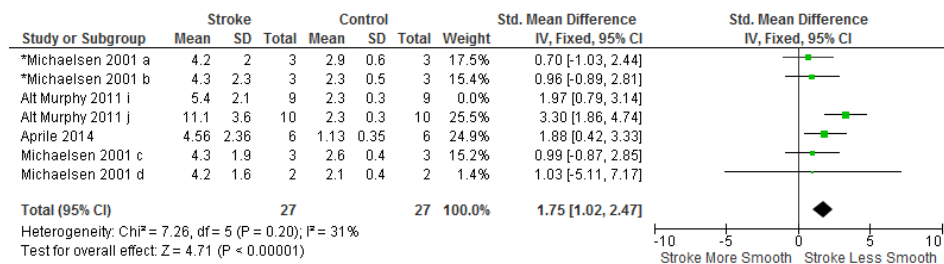 Stroke Control Std. Mean Difference Std. Mean Difference
Study or Subgroup Mean SD Total Mean SD Total Weight IV, Fixed, 95% CI IV, Fixed, 95% CI
*Michaelsen 2001 a 4.2 2 3 2.9 0.6 3 17.5% 0.70 [-1.03, 2.44]
*Michaelsen 2001 b 4.3 2.3 3 2.3 0.5 3 15.4% 0.96 [-0.89, 2.81]
Alt Murphy 2011 i 5.4 2.1 9 2.3 0.3 9 0.0% 1.97 [0.79, 3.14]
Alt Murphy 2011 j 11.1 3.6 10 2.3 0.3 10 25.5% 3.30 [1.86, 4.74]
Aprile 2014 4.56 2.36 6 1.13 0.35 6 24.9% 1.88 [0.42, 3.33]
Michaelsen 2001 c 4.3 1.9 3 2.6 0.4 3 15.2% 0.99 [-0.87, 2.85]
Michaelsen 2001 d 4.2 1.6 2 2.1 0.4 2 1.4% 1.03 [-5.11, 7.17]
Total (95% CI) 27 27 100.0% 1.75 [1.02, 2.47]
Heterogeneity: Chi² = 7.26, df = 5 (P = 0.20); I² = 31%
Test for overall effect: Z = 4.71 (P < 0.00001)
-10 -5 0 5 10
Stroke More Smooth Stroke Less Smooth